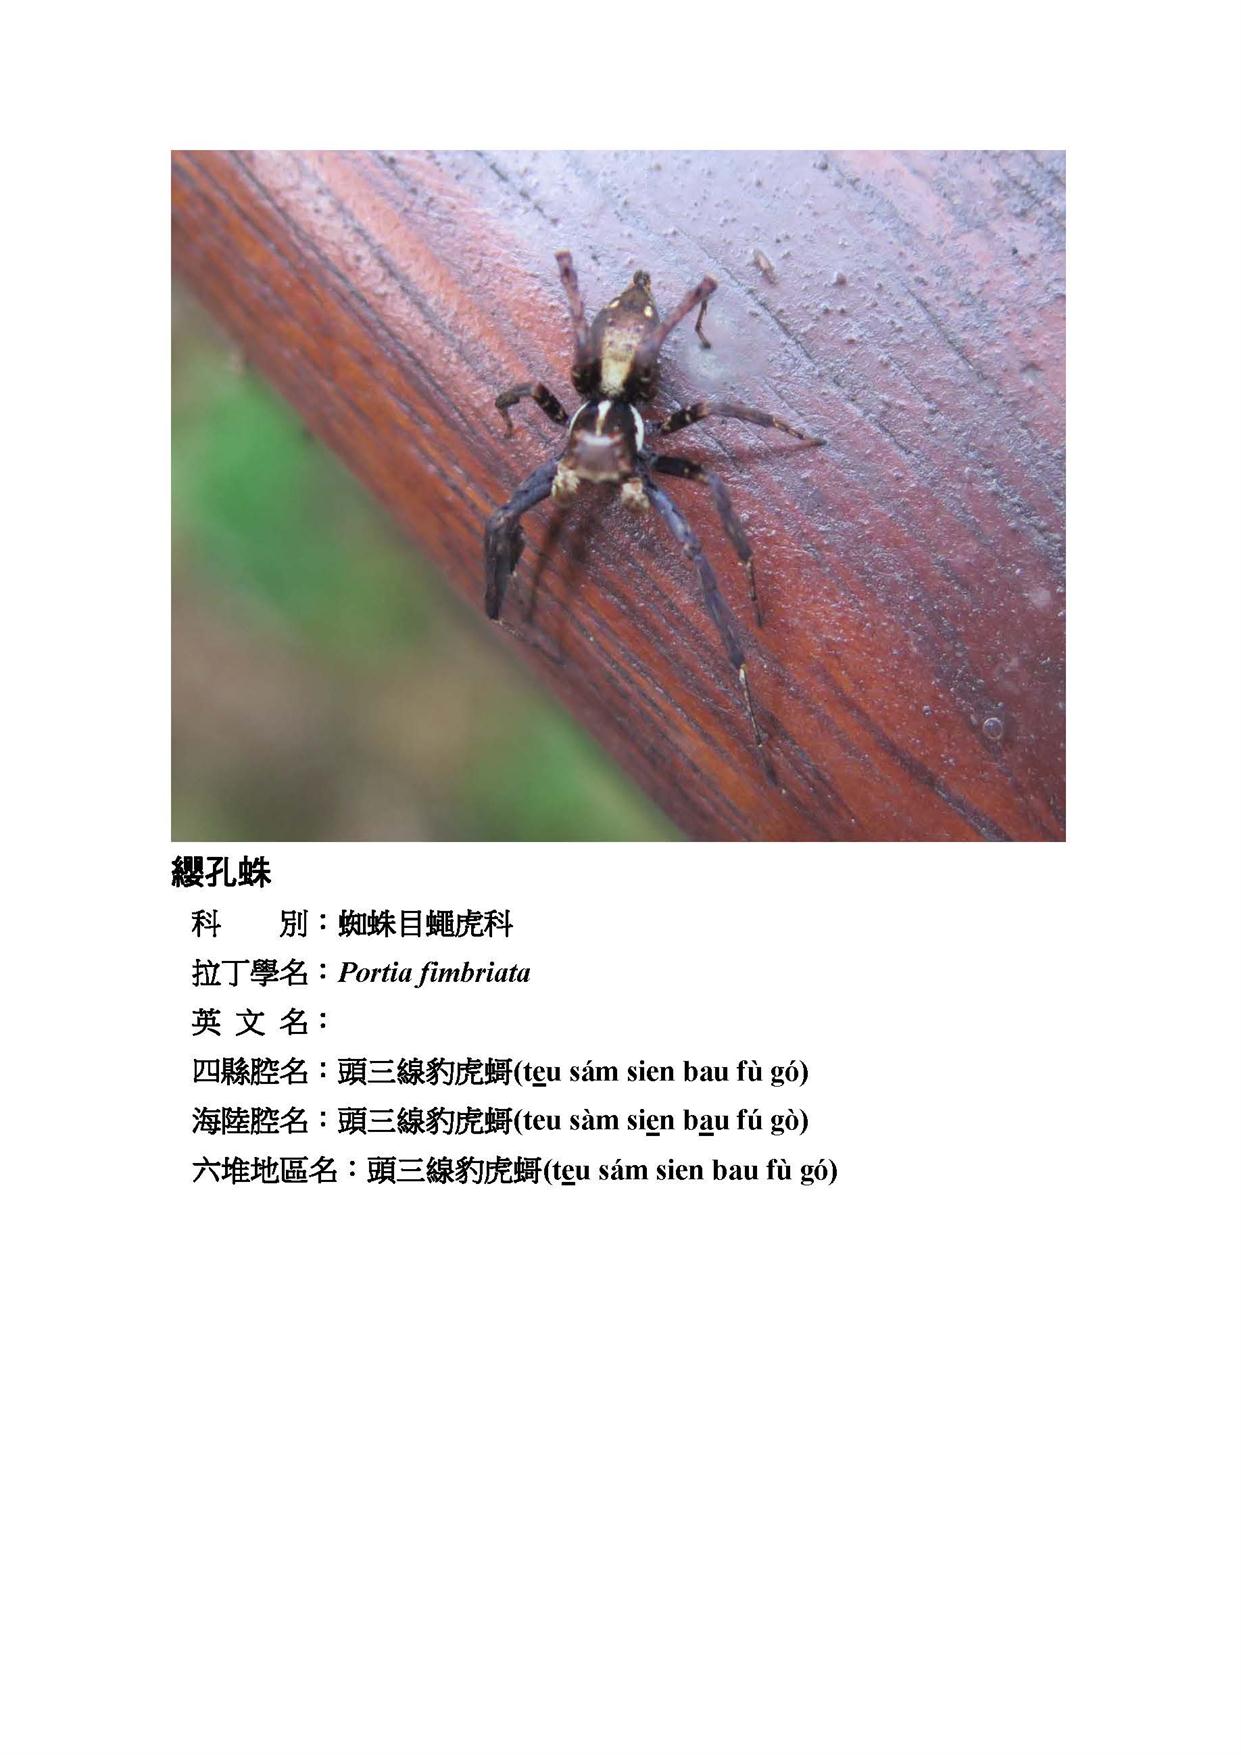 纓孔蛛
科　　別：蜘蛛目蠅虎科
拉丁學名：Portia fimbriata
英 文 名：
四縣腔名：頭三線豹虎蟻(teu sám sien bau fù gó)
海陸腔名：頭三線豹虎蟻(teu sàm sien bau fú gò)
六堆地區名：頭三線豹虎蟻(teu sám sien bau fù gó)